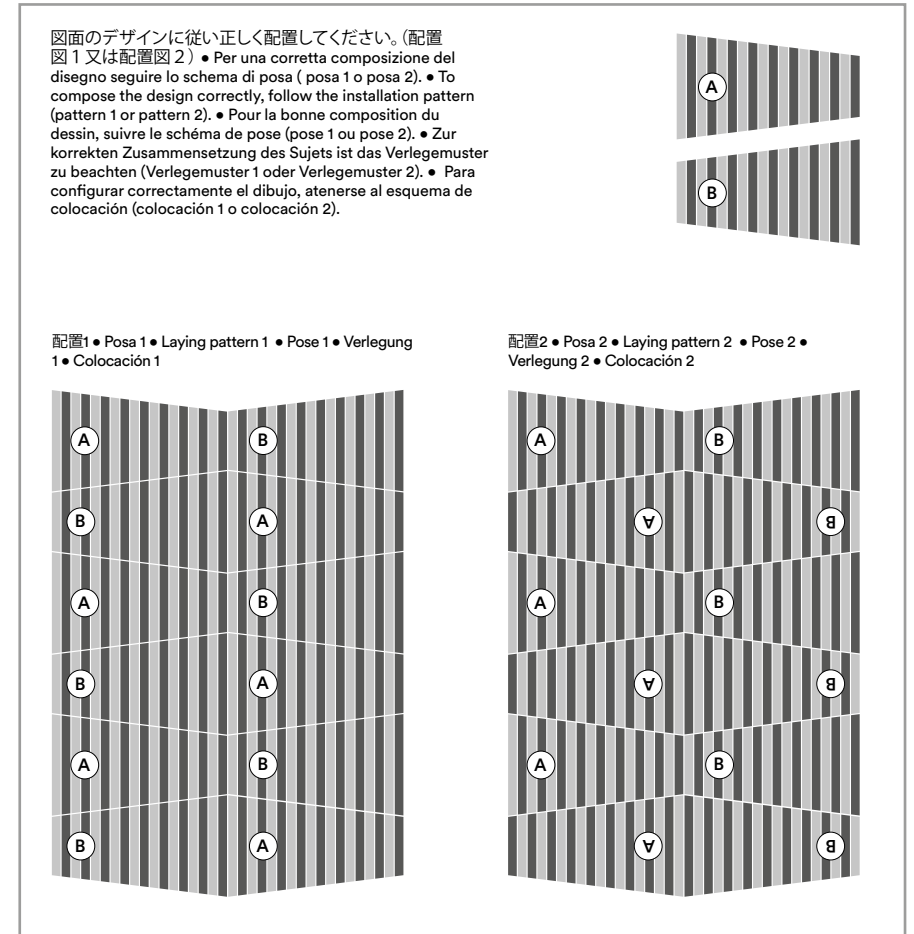 図面のデザインに従い正しく配置してください。（配置
図１又は配置図２）● Per una corretta composizione del
disegno seguire lo schema di posa ( posa 1 o posa 2). ● To
compose the design correctly, follow the installation pattern
(pattern 1 or pattern 2). ● Pour la bonne composition du
dessin, suivre le schéma de pose (pose 1 ou pose 2). ● Zur
korrekten Zusammensetzung des Sujets ist das Verlegemuster
zu beachten (Verlegemuster 1 oder Verlegemuster 2). ● Para
configurar correctamente el dibujo, atenerse al esquema de
colocación (colocación 1 o colocación 2).
A
B
配置1 ● Posa 1 ● Laying pattern 1 ● Pose 1 ● Verlegung
1 ● Colocación 1
A B
B A
A B
B A
A B
B A
配置2 ● Posa 2 ● Laying pattern 2 ● Pose 2 ●
Verlegung 2 ● Colocación 2
A B
A B
A B
A B
A B
A B